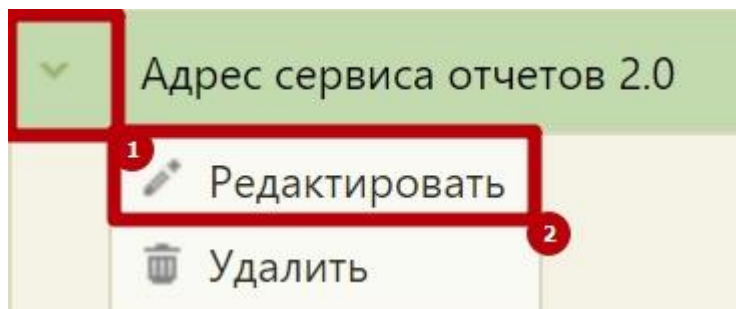 Адрес сервиса отчетов 2.0
1
Редактировать
2
Удалить